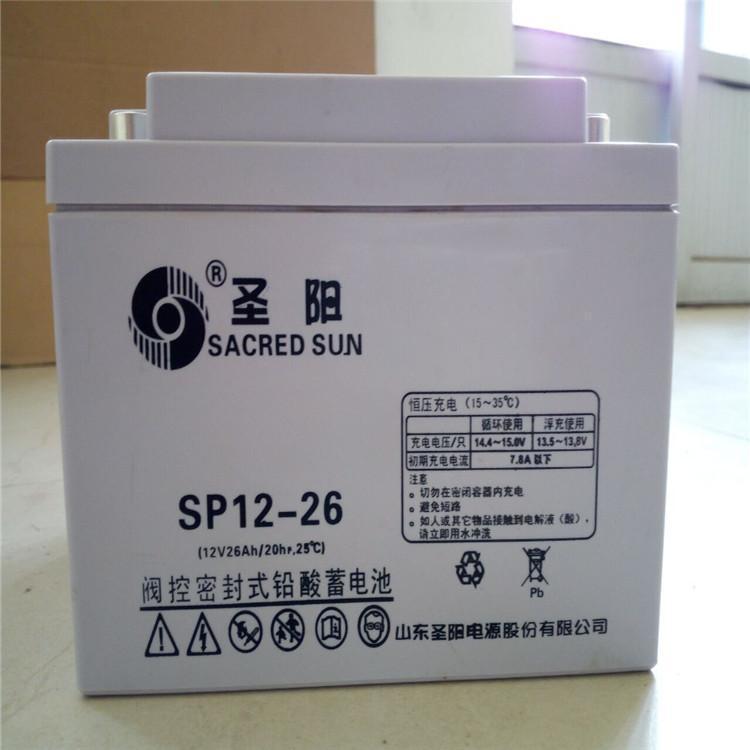 ® 圣阳
SACRED SUN
恒压充电(15~35℃)
循环使用 浮充使用
充电电压/只 14.4~15.0V 13.5~13.8V
初期充电电流 7.8A 以下
注意
• 切勿在密闭容器内充电
• 避免短路
• 如人或其它物品接触到电解液(酸),
请立即用水冲洗
SP12-26
(12V26Ah/20hr,25℃)
阀控密封式铅酸蓄电池
Pb
山东圣阳电源股份有限公司